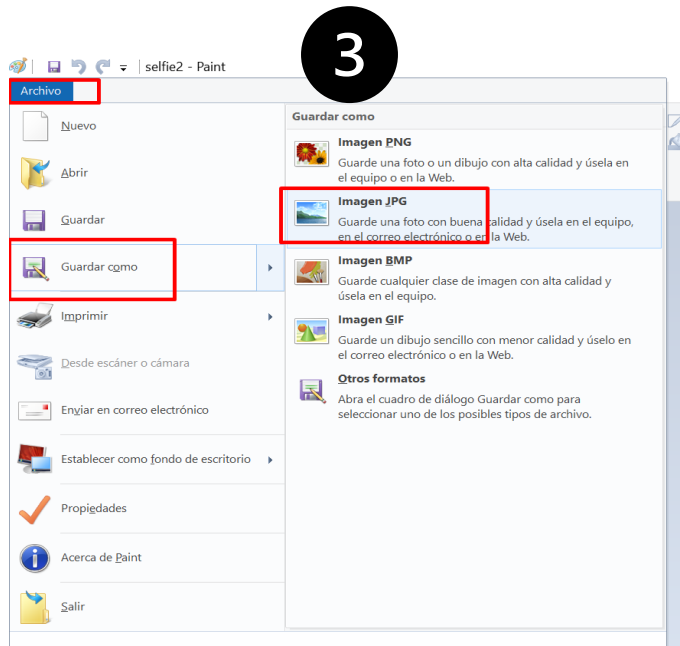 3
selfie2 - Paint
Archivo
Nuevo
Abrir
Guardar
Guardar como
Imprimir
Desde escáner o cámara
Enviar en correo electrónico
Establecer como fondo de escritorio
Propiedades
Acerca de Paint
Salir
Guardar como
Imagen PNG
Guarde una foto o un dibujo con alta calidad y úsela en
el equipo o en la Web.
Imagen JPG
Guarde una foto con buena calidad y úsela en el equipo,
en el correo electrónico o en la Web.
Imagen BMP
Guarde cualquier clase de imagen con alta calidad y
úsela en el equipo.
Imagen GIF
Guarde un dibujo sencillo con menor calidad y úselo en
el correo electrónico o en la Web.
Otros formatos
Abra el cuadro de diálogo Guardar como para
seleccionar uno de los posibles tipos de archivo.